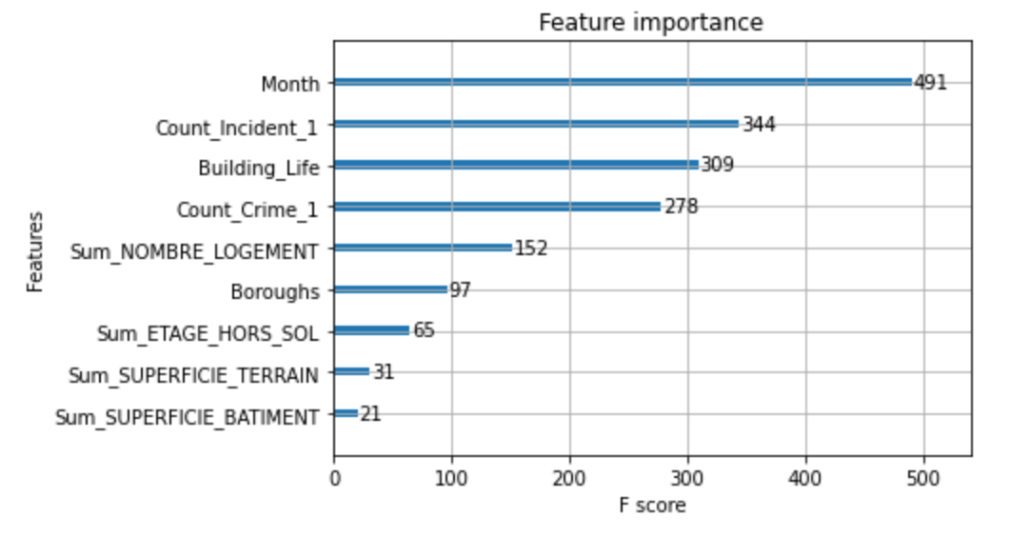 Feature importance
Month 491
Count_Incident_1 344
Building_Life 309
Count_Crime_1 278
Sum_NOMBRE_LOGEMENT 152
Boroughs 97
Sum_ETAGE_HORS_SOL 65
Sum_SUPERFICIE_TERRAIN 31
Sum_SUPERFICIE_BATIMENT 21
Features
0 100 200 300 400 500
F score